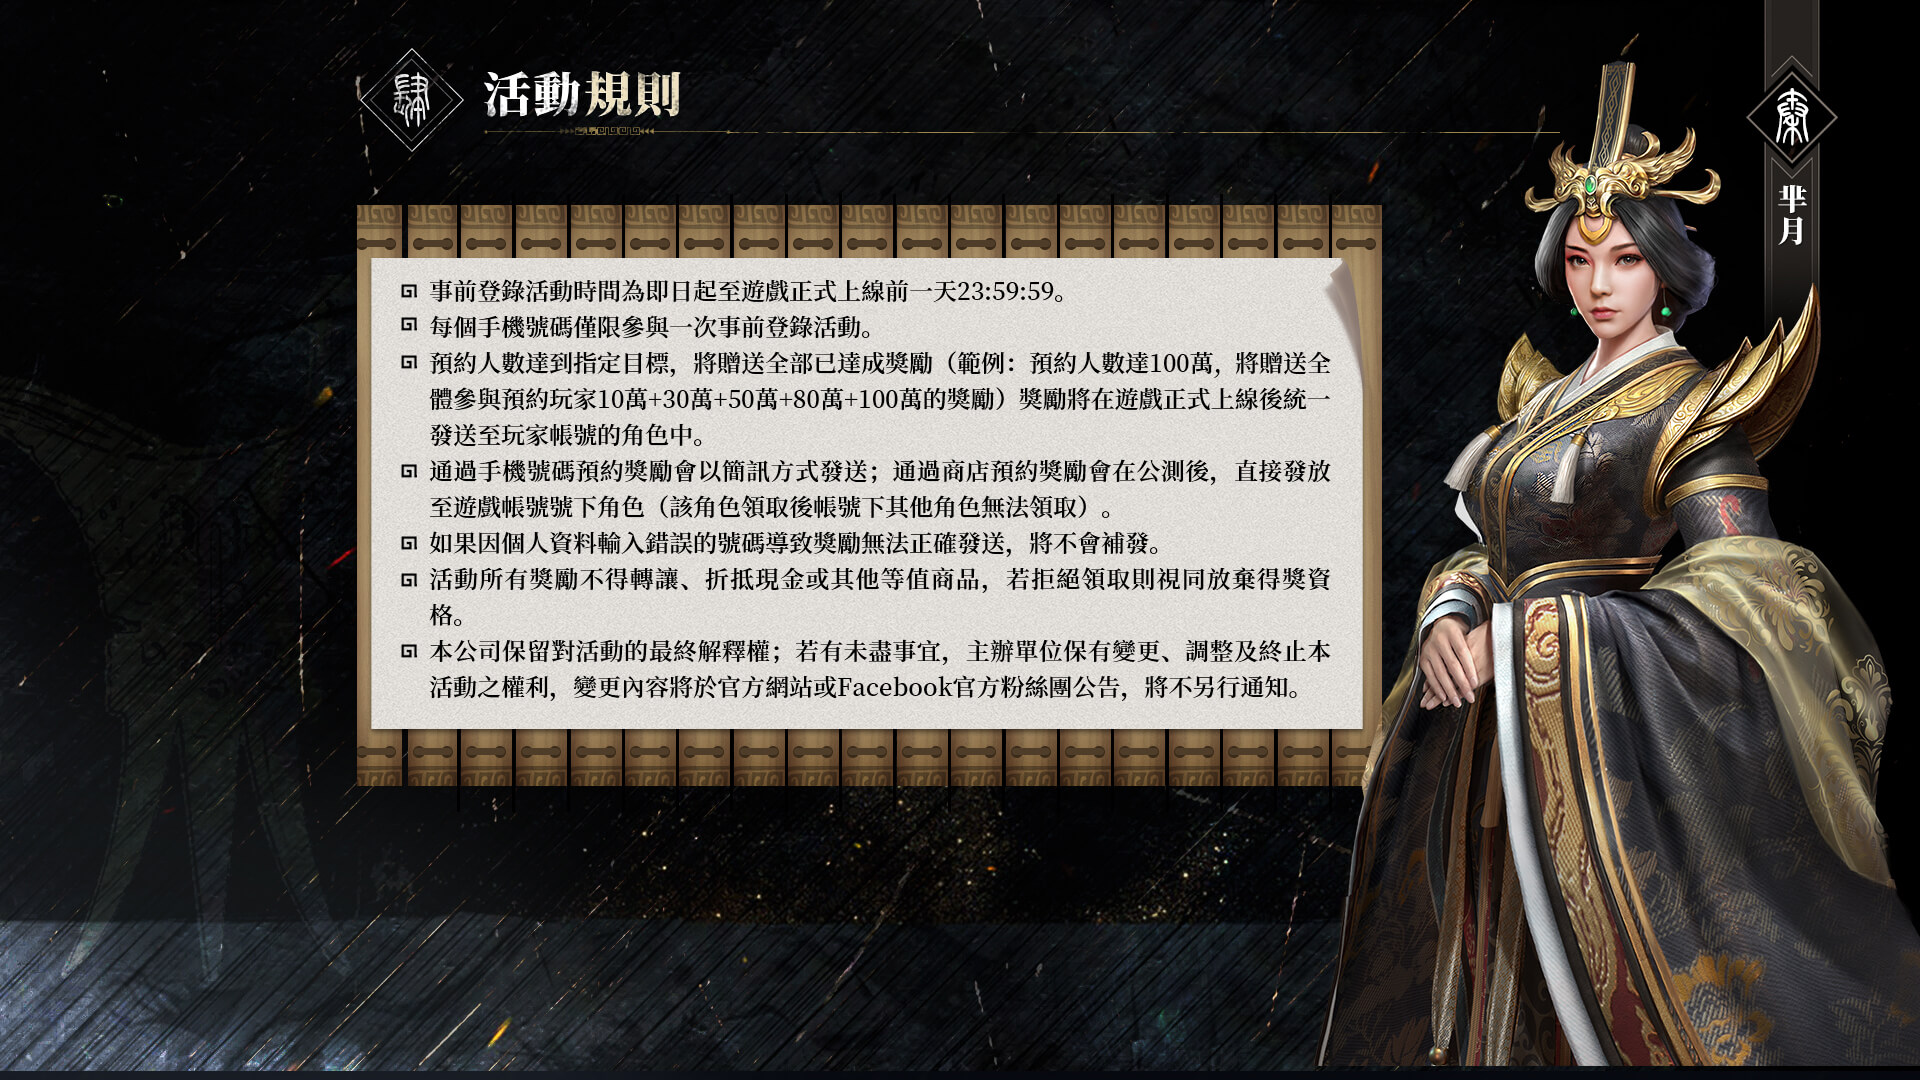 肆
活動規則
事前登錄活動時間為即日起至遊戲正式上線前一天23:59:59。
每個手機號碼僅限參與一次事前登錄活動。
預約人數達到指定目標，將贈送全部已達成獎勵（範例：預約人數達100萬，將贈送全
體參與預約玩家10萬+30萬+50萬+80萬+100萬的獎勵）獎勵將在遊戲正式上線後統一
發送至玩家帳號的角色中。
通過手機號碼預約獎勵會以簡訊方式發送；通過商店預約獎勵會在公測後，直接發放
至遊戲帳號號下角色（該角色領取後帳號下其他角色無法領取）。
如果因個人資料輸入錯誤的號碼導致獎勵無法正確發送，將不會補發。
活動所有獎勵不得轉讓、折抵現金或其他等值商品，若拒絕領取則視同放棄得獎資
格。
本公司保留對活動的最終解釋權；若有未盡事宜，主辦單位保有變更、調整及終止本
活動之權利，變更內容將於官方網站或Facebook官方粉絲團公告，將不另行通知。
秦
羋月